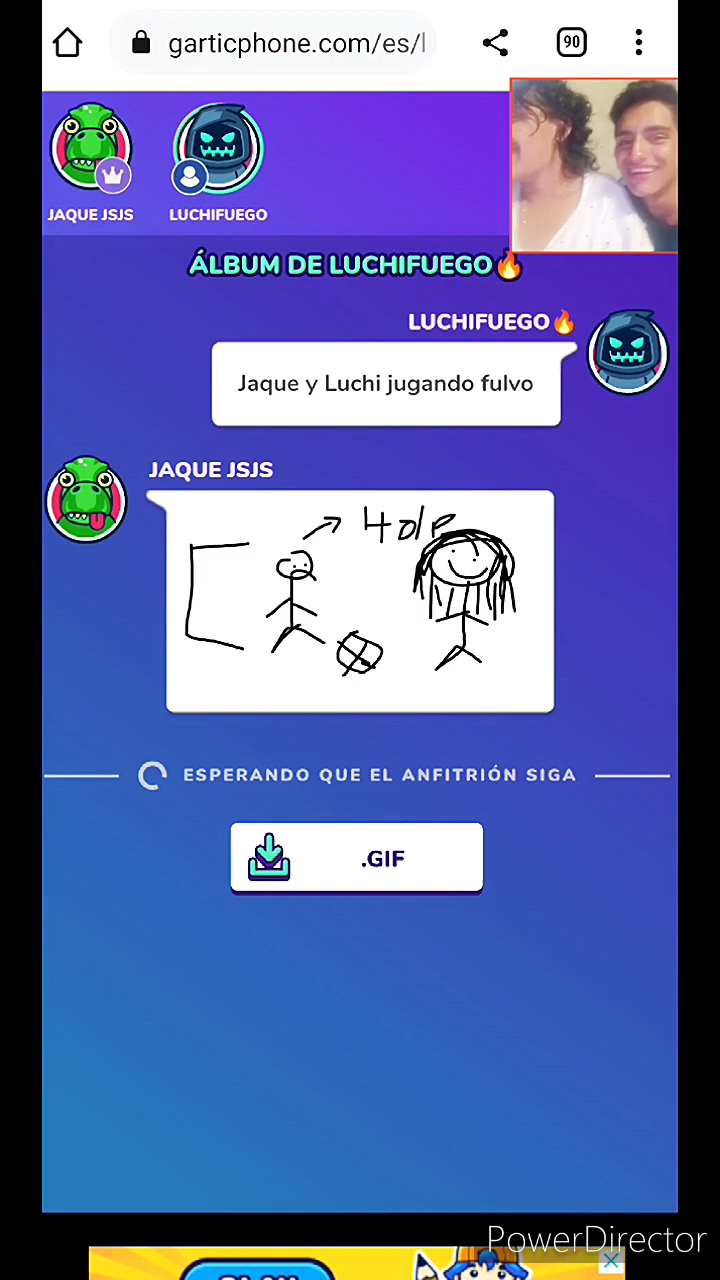 garticphone.com/es/l
90
JAQUE JSJS
LUCHIFUEGO
ÁLBUM DE LUCHIFUEGO🔥
LUCHIFUEGO🔥
Jaque y Luchi jugando fulvo
JAQUE JSJS
ESPERANDO QUE EL ANFITRIÓN SIGA
.GIF
PowerDirector